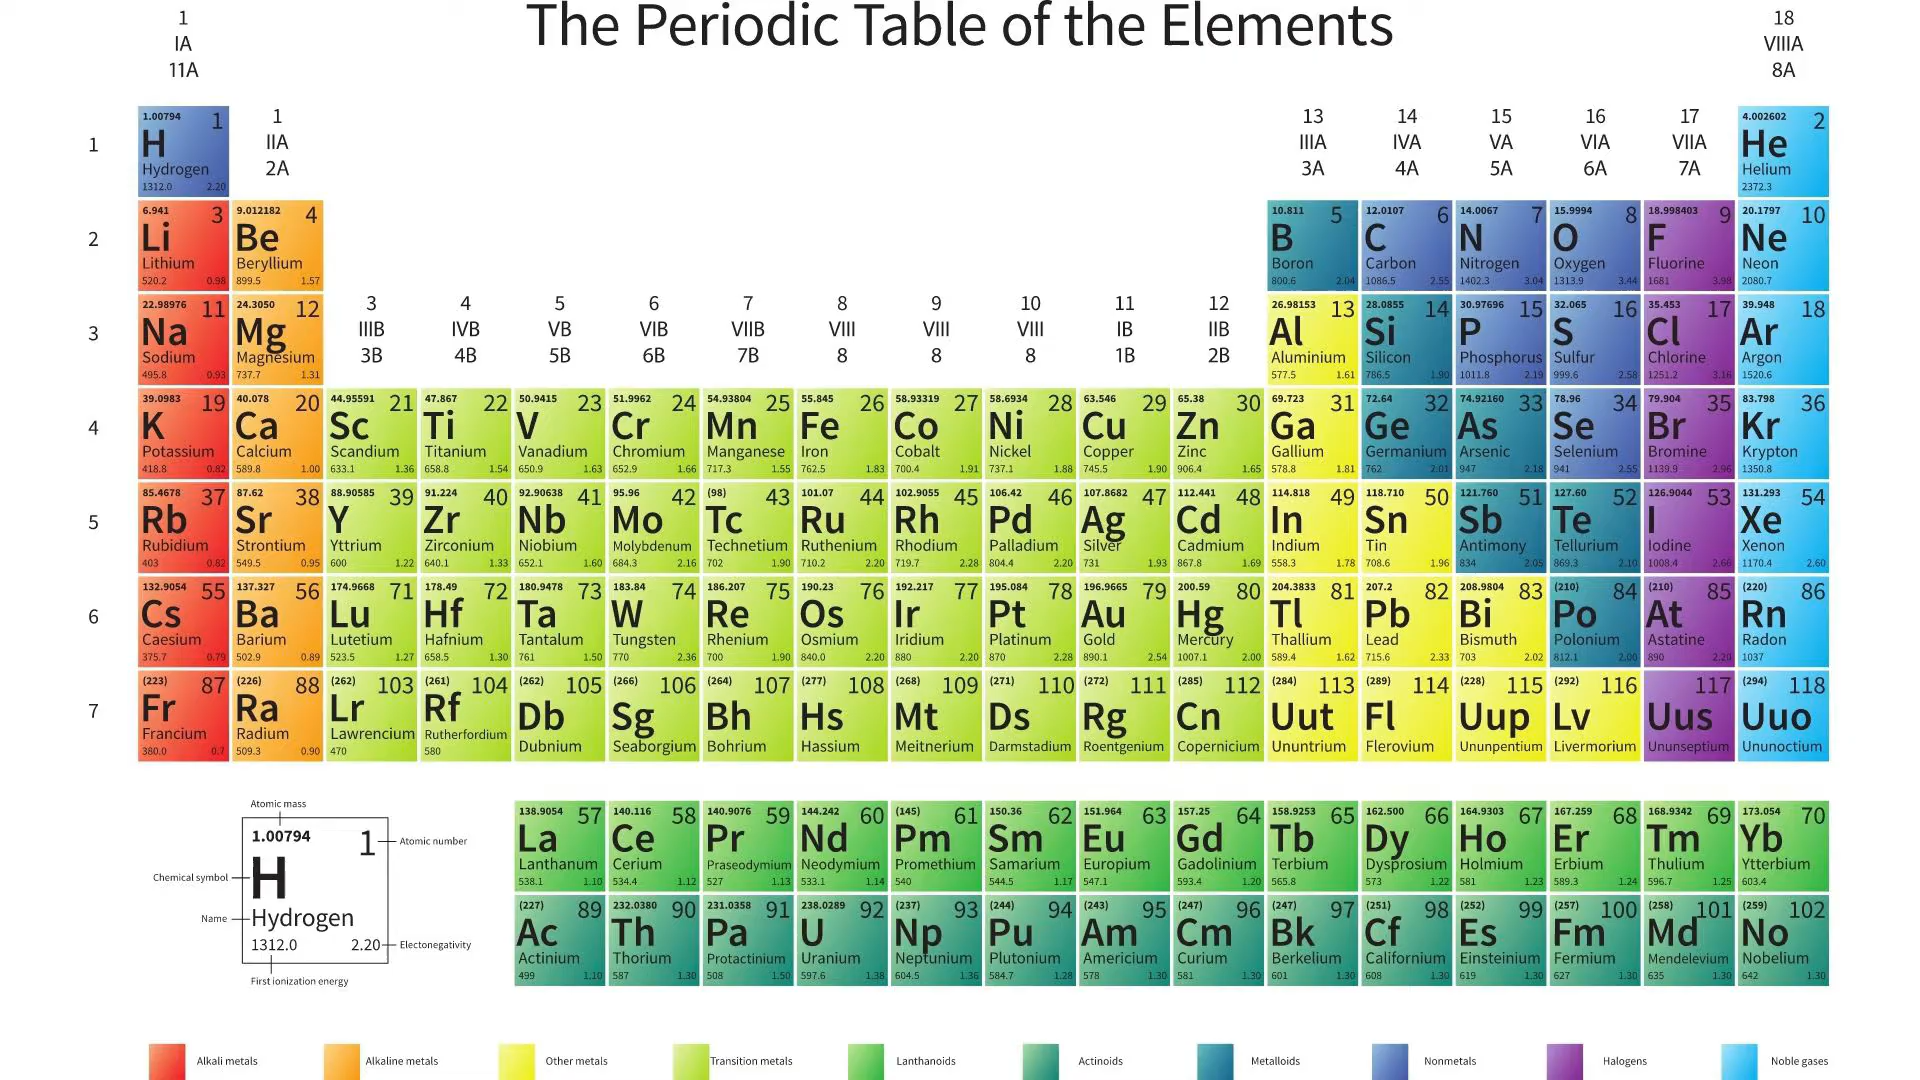 The Periodic Table of the Elements
1
IA
11A
18
VIIIA
8A
1
IIA
2A
13
IIIA
3A
14
IVA
4A
15
VA
5A
16
VIA
6A
17
VIIA
7A
3
IIIB
3B
4
IVB
4B
5
VB
5B
6
VIB
6B
7
VIIB
7B
8
VIII
8
9
VIII
8
10
VIII
8
11
IB
1B
12
IIB
2B
1
1.00794 1
H
Hydrogen
1312.0 2.20
4.002602 2
He
Helium
2372.3
2
6.941 3
Li
Lithium
520.2 0.98
9.012182 4
Be
Beryllium
899.5 1.57
10.811 5
B
Boron
800.6 2.04
12.0107 6
C
Carbon
1086.5 2.55
14.0067 7
N
Nitrogen
1402.3 3.04
15.9994 8
O
Oxygen
1313.9 3.44
18.998403 9
F
Fluorine
1681 3.98
20.1797 10
Ne
Neon
2080.7
3
22.98976 11
Na
Sodium
495.8 0.93
24.3050 12
Mg
Magnesium
737.7 1.31
26.98153 13
Al
Aluminium
577.5 1.61
28.0855 14
Si
Silicon
786.5 1.90
30.97696 15
P
Phosphorus
1011.8 2.19
32.065 16
S
Sulfur
999.6 2.58
35.453 17
Cl
Chlorine
1251.2 3.16
39.948 18
Ar
Argon
1520.6
4
39.0983 19
K
Potassium
418.8 0.82
40.078 20
Ca
Calcium
589.8 1.00
44.95591 21
Sc
Scandium
633.1 1.36
47.867 22
Ti
Titanium
658.8 1.54
50.9415 23
V
Vanadium
650.9 1.63
51.9962 24
Cr
Chromium
652.9 1.66
54.93804 25
Mn
Manganese
717.3 1.55
55.845 26
Fe
Iron
762.5 1.83
58.93319 27
Co
Cobalt
700.4 1.91
58.6934 28
Ni
Nickel
737.1 1.88
63.546 29
Cu
Copper
745.5 1.90
65.38 30
Zn
Zinc
906.4 1.65
69.723 31
Ga
Gallium
578.8 1.81
72.64 32
Ge
Germanium
762 2.01
74.92160 33
As
Arsenic
947 2.18
78.96 34
Se
Selenium
941 2.55
79.904 35
Br
Bromine
1139.9 2.96
83.798 36
Kr
Krypton
1350.8
5
85.4678 37
Rb
Rubidium
403 0.82
87.62 38
Sr
Strontium
549.5 0.95
88.90585 39
Y
Yttrium
600 1.22
91.224 40
Zr
Zirconium
640.1 1.33
92.90638 41
Nb
Niobium
652.1 1.60
95.96 42
Mo
Molybdenum
684.3 2.16
(98) 43
Tc
Technetium
702 1.90
101.07 44
Ru
Ruthenium
710.2 2.20
102.9055 45
Rh
Rhodium
719.7 2.28
106.42 46
Pd
Palladium
804.4 2.20
107.8682 47
Ag
Silver
731 1.93
112.441 48
Cd
Cadmium
867.8 1.69
114.818 49
In
Indium
558.3 1.78
118.710 50
Sn
Tin
708.6 1.96
121.760 51
Sb
Antimony
834 2.05
127.60 52
Te
Tellurium
869.3 2.10
126.9044 53
I
Iodine
1008.4 2.66
131.293 54
Xe
Xenon
1170.4 2.60
6
132.9054 55
Cs
Caesium
375.7 0.79
137.327 56
Ba
Barium
502.9 0.89
174.9668 71
Lu
Lutetium
523.5 1.27
178.49 72
Hf
Hafnium
658.5 1.30
180.9478 73
Ta
Tantalum
761 1.50
183.84 74
W
Tungsten
770 2.36
186.207 75
Re
Rhenium
700 1.90
190.23 76
Os
Osmium
840.0 2.20
192.217 77
Ir
Iridium
880 2.20
195.084 78
Pt
Platinum
870 2.28
196.9665 79
Au
Gold
890.1 2.54
200.59 80
Hg
Mercury
1007.1 2.00
204.3833 81
Tl
Thallium
589.4 1.62
207.2 82
Pb
Lead
715.6 2.33
208.9804 83
Bi
Bismuth
703 2.02
(210) 84
Po
Polonium
812.1 2.00
(210) 85
At
Astatine
890 2.20
(220) 86
Rn
Radon
1037
7
(223) 87
Fr
Francium
380.0 0.7
(226) 88
Ra
Radium
509.3 0.90
(262) 103
Lr
Lawrencium
470
(261) 104
Rf
Rutherfordium
580
(262) 105
Db
Dubnium
(266) 106
Sg
Seaborgium
(264) 107
Bh
Bohrium
(277) 108
Hs
Hassium
(268) 109
Mt
Meitnerium
(271) 110
Ds
Darmstadium
(272) 111
Rg
Roentgenium
(285) 112
Cn
Copernicium
(284) 113
Uut
Ununtrium
(289) 114
Fl
Flerovium
(228) 115
Uup
Ununpentium
(292) 116
Lv
Livermorium
117
Uus
Ununseptium
(294) 118
Uuo
Ununoctium
138.9054 57
La
Lanthanum
538.1 1.10
140.116 58
Ce
Cerium
534.4 1.12
140.9076 59
Pr
Praseodymium
527 1.13
144.242 60
Nd
Neodymium
533.1 1.14
(145) 61
Pm
Promethium
540
150.36 62
Sm
Samarium
544.5 1.17
151.964 63
Eu
Europium
547.1
157.25 64
Gd
Gadolinium
593.4 1.20
158.9253 65
Tb
Terbium
565.8
162.500 66
Dy
Dysprosium
573 1.22
164.9303 67
Ho
Holmium
581 1.23
167.259 68
Er
Erbium
589.3 1.24
168.9342 69
Tm
Thulium
596.7 1.25
173.054 70
Yb
Ytterbium
603.4
(227) 89
Ac
Actinium
499 1.10
232.0380 90
Th
Thorium
587 1.30
231.0358 91
Pa
Protactinium
508 1.50
238.0289 92
U
Uranium
597.6 1.38
(237) 93
Np
Neptunium
604.5 1.36
(244) 94
Pu
Plutonium
584.7 1.28
(243) 95
Am
Americium
578 1.30
(247) 96
Cm
Curium
581 1.30
(247) 97
Bk
Berkelium
601 1.30
(251) 98
Cf
Californium
608 1.30
(252) 99
Es
Einsteinium
619 1.30
(257) 100
Fm
Fermium
627 1.30
(258) 101
Md
Mendelevium
635 1.30
(259) 102
No
Nobelium
642 1.30
Atomic mass
1.00794 1
Atomic number
Chemical symbol
H
Name
Hydrogen
1312.0 2.20
Electonegativity
First ionization energy
Alkali metals
Alkaline metals
Other metals
Transition metals
Lanthanoids
Actinoids
Metalloids
Nonmetals
Halogens
Noble gases